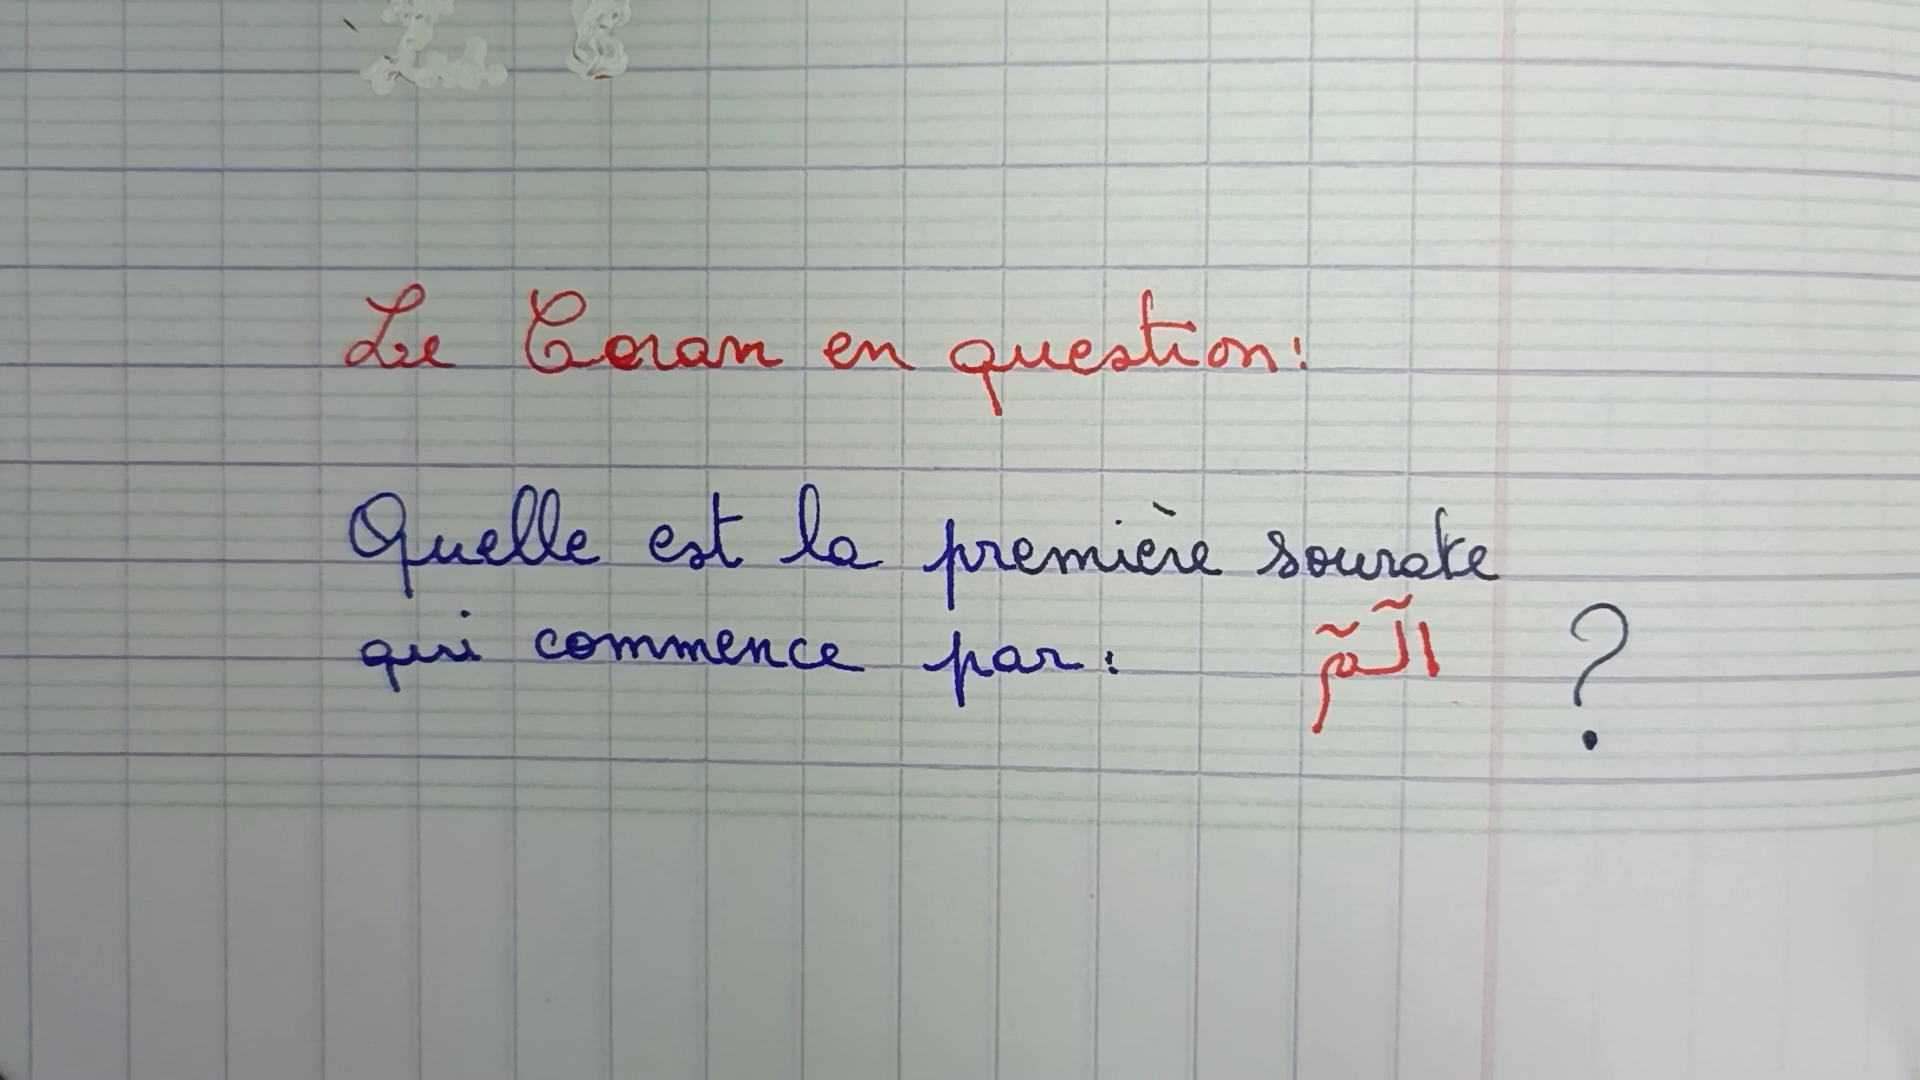 Le Coran en question:
Quelle est la première sourate
qui commence par: الٓمٓ ?